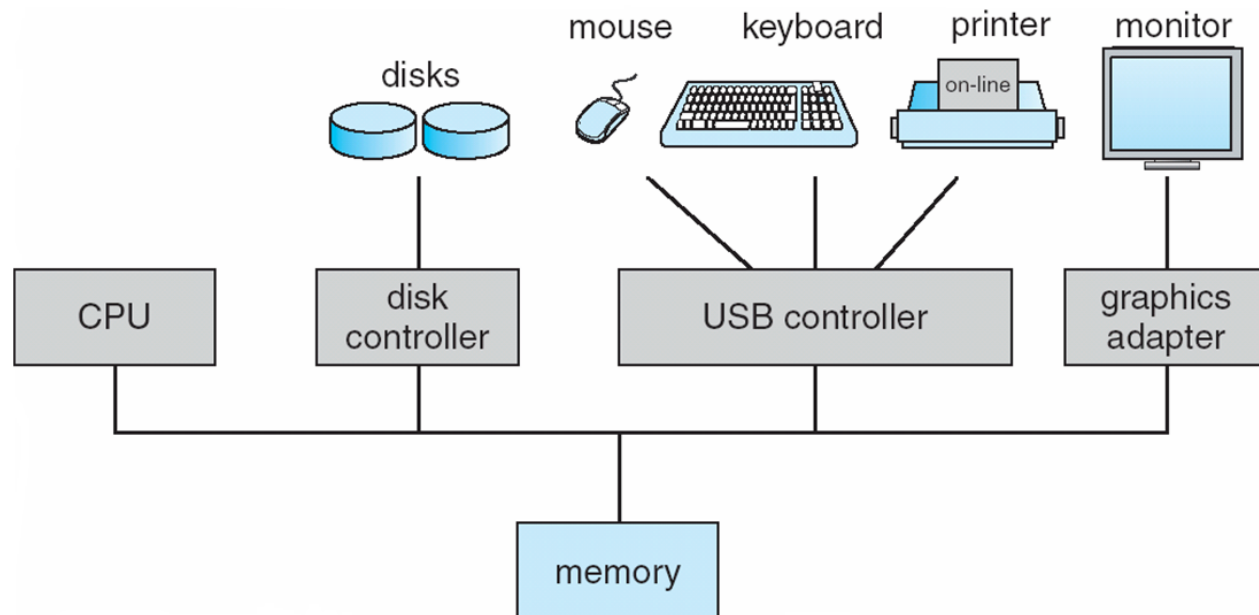 mouse
keyboard
printer
monitor
disks
on-line
CPU
disk
controller
USB controller
graphics
adapter
memory